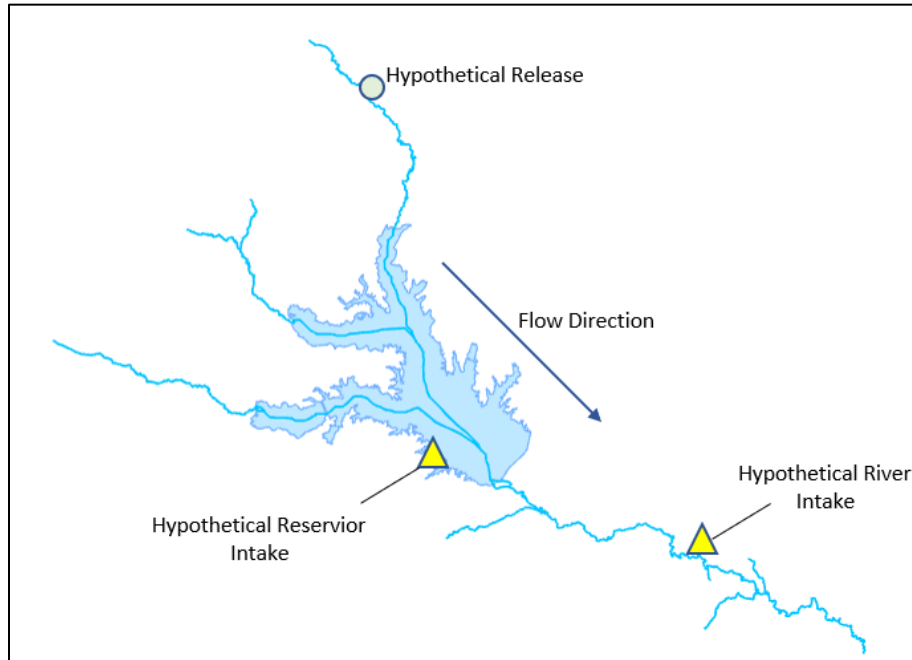 Hypothetical Release
Flow Direction
Hypothetical River
Intake
Hypothetical Reservior
Intake